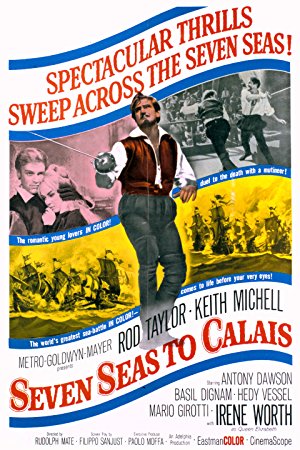 SPECTACULAR THRILLS
SWEEP ACROSS THE SEVEN SEAS!
duel to the death with a mutineer!
The romantic young lovers IN COLOR!
comes to life before your very eyes!
The world's greatest sea-battle IN COLOR!—
METRO-GOLDWYN-MAYER
presents
ROD TAYLOR · KEITH MICHELL
SEVEN SEAS TO CALAIS
Starring ANTONY DAWSON
BASIL DIGNAM · HEDY VESSEL
MARIO GIROTTI · with
IRENE WORTH
as Queen Elizabeth
Directed by
RUDOLPH MATE
Screen Play by
FILIPPO SANJUST
Executive Producer
PAOLO MOFFA
An Adelphia
Production
In EastmanCOLOR
CinemaScope